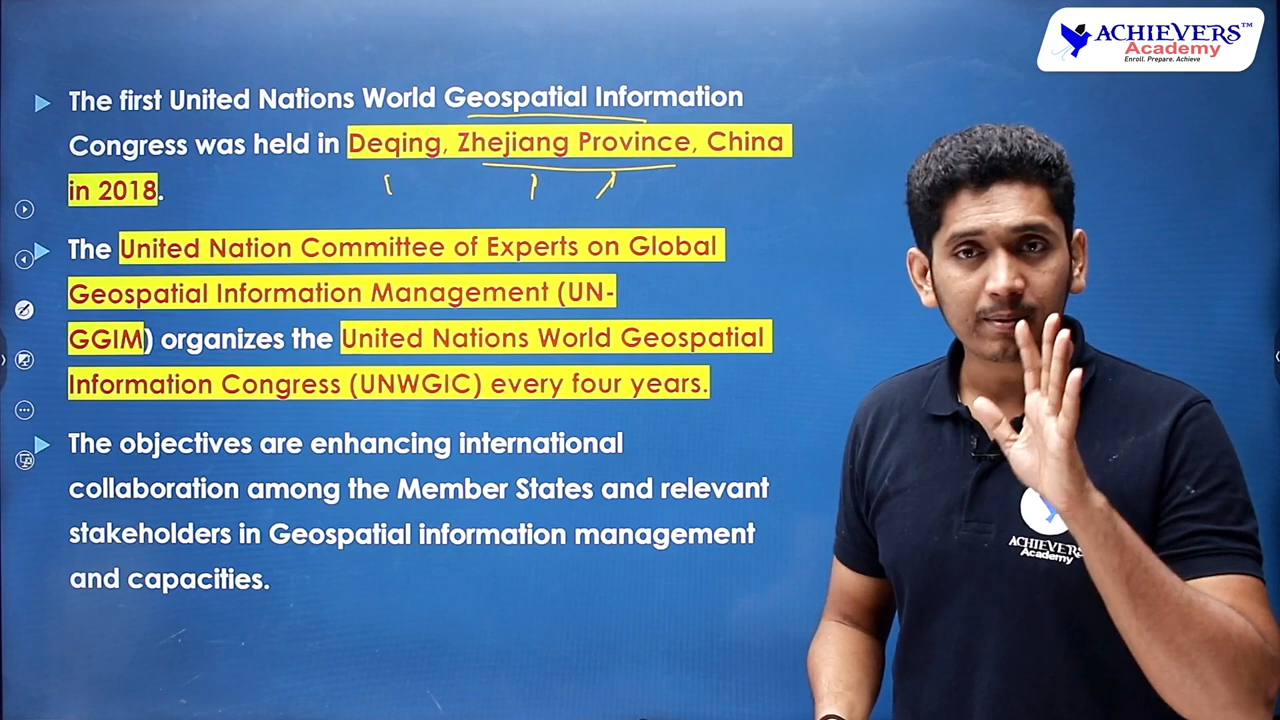 ACHIEVERS™
Academy
Enroll. Prepare. Achieve
The first United Nations World Geospatial Information
Congress was held in Deqing, Zhejiang Province, China
in 2018.
The United Nation Committee of Experts on Global
Geospatial Information Management (UN-
GGIM) organizes the United Nations World Geospatial
Information Congress (UNWGIC) every four years.
The objectives are enhancing international
collaboration among the Member States and relevant
stakeholders in Geospatial information management
and capacities.
ACHIEVERS
Academy